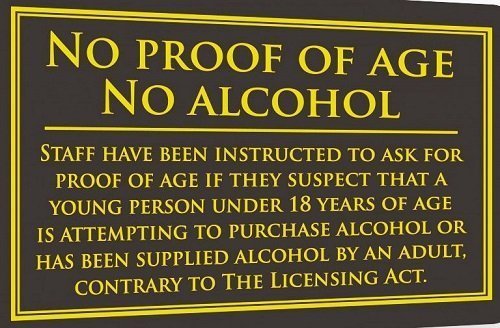 NO PROOF OF AGE
NO ALCOHOL
STAFF HAVE BEEN INSTRUCTED TO ASK FOR
PROOF OF AGE IF THEY SUSPECT THAT A
YOUNG PERSON UNDER 18 YEARS OF AGE
IS ATTEMPTING TO PURCHASE ALCOHOL OR
HAS BEEN SUPPLIED ALCOHOL BY AN ADULT,
CONTRARY TO THE LICENSING ACT.